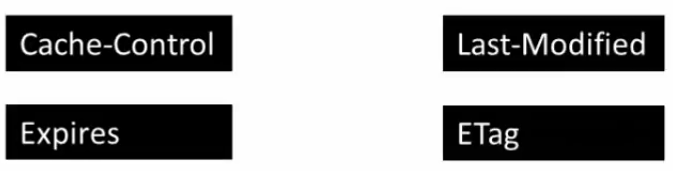 Cache-Control
Last-Modified
Expires
ETag